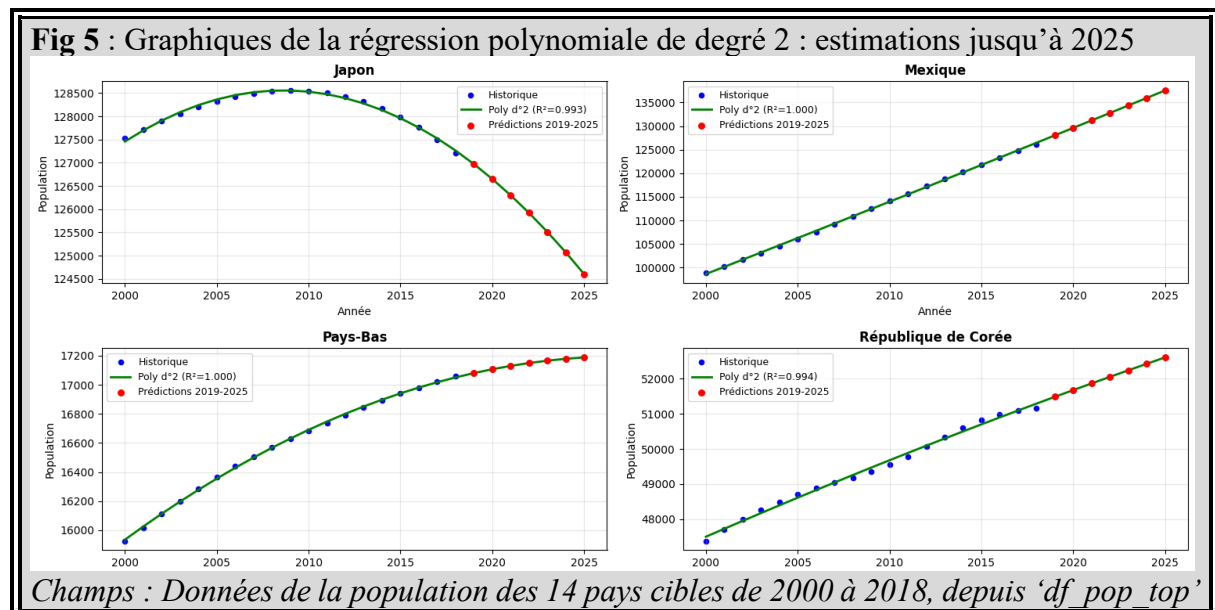 Fig 5 : Graphiques de la régression polynomiale de degré 2 : estimations jusqu’à 2025
Japon
Population
128500
128000
127500
127000
126500
126000
125500
125000
124500
Historique
Poly d°2 (R²=0.993)
Prédictions 2019-2025
2000 2005 2010 2015 2020 2025
Année
Mexique
Population
135000
130000
125000
120000
115000
110000
105000
100000
Historique
Poly d°2 (R²=1.000)
Prédictions 2019-2025
2000 2005 2010 2015 2020 2025
Année
Pays-Bas
Population
17200
17000
16800
16600
16400
16200
16000
Historique
Poly d°2 (R²=1.000)
Prédictions 2019-2025
2000 2005 2010 2015 2020 2025
République de Corée
Population
52000
51000
50000
49000
48000
Historique
Poly d°2 (R²=0.994)
Prédictions 2019-2025
2000 2005 2010 2015 2020 2025
Champs : Données de la population des 14 pays cibles de 2000 à 2018, depuis ‘df_pop_top’